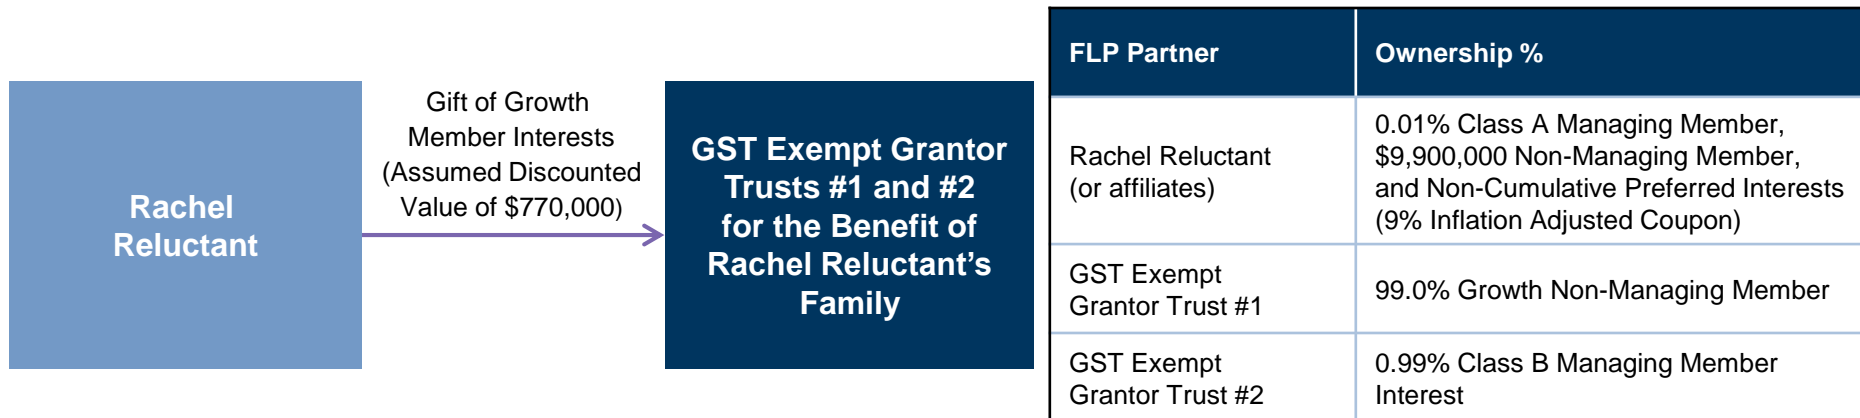 Rachel
Reluctant
Gift of Growth
Member Interests
(Assumed Discounted
Value of $770,000)
GST Exempt Grantor
Trusts #1 and #2
for the Benefit of
Rachel Reluctant’s
Family
FLP Partner
Ownership %
Rachel Reluctant
(or affiliates)
0.01% Class A Managing Member,
$9,900,000 Non-Managing Member,
and Non-Cumulative Preferred Interests
(9% Inflation Adjusted Coupon)
GST Exempt
Grantor Trust #1
99.0% Growth Non-Managing Member
GST Exempt
Grantor Trust #2
0.99% Class B Managing Member
Interest